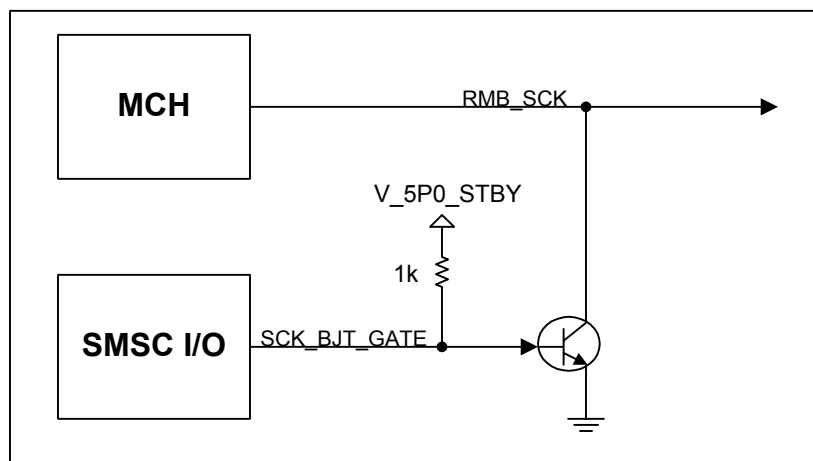 MCH
RMB_SCK
V_5P0_STBY
1k
SMSC I/O
SCK_BJT_GATE